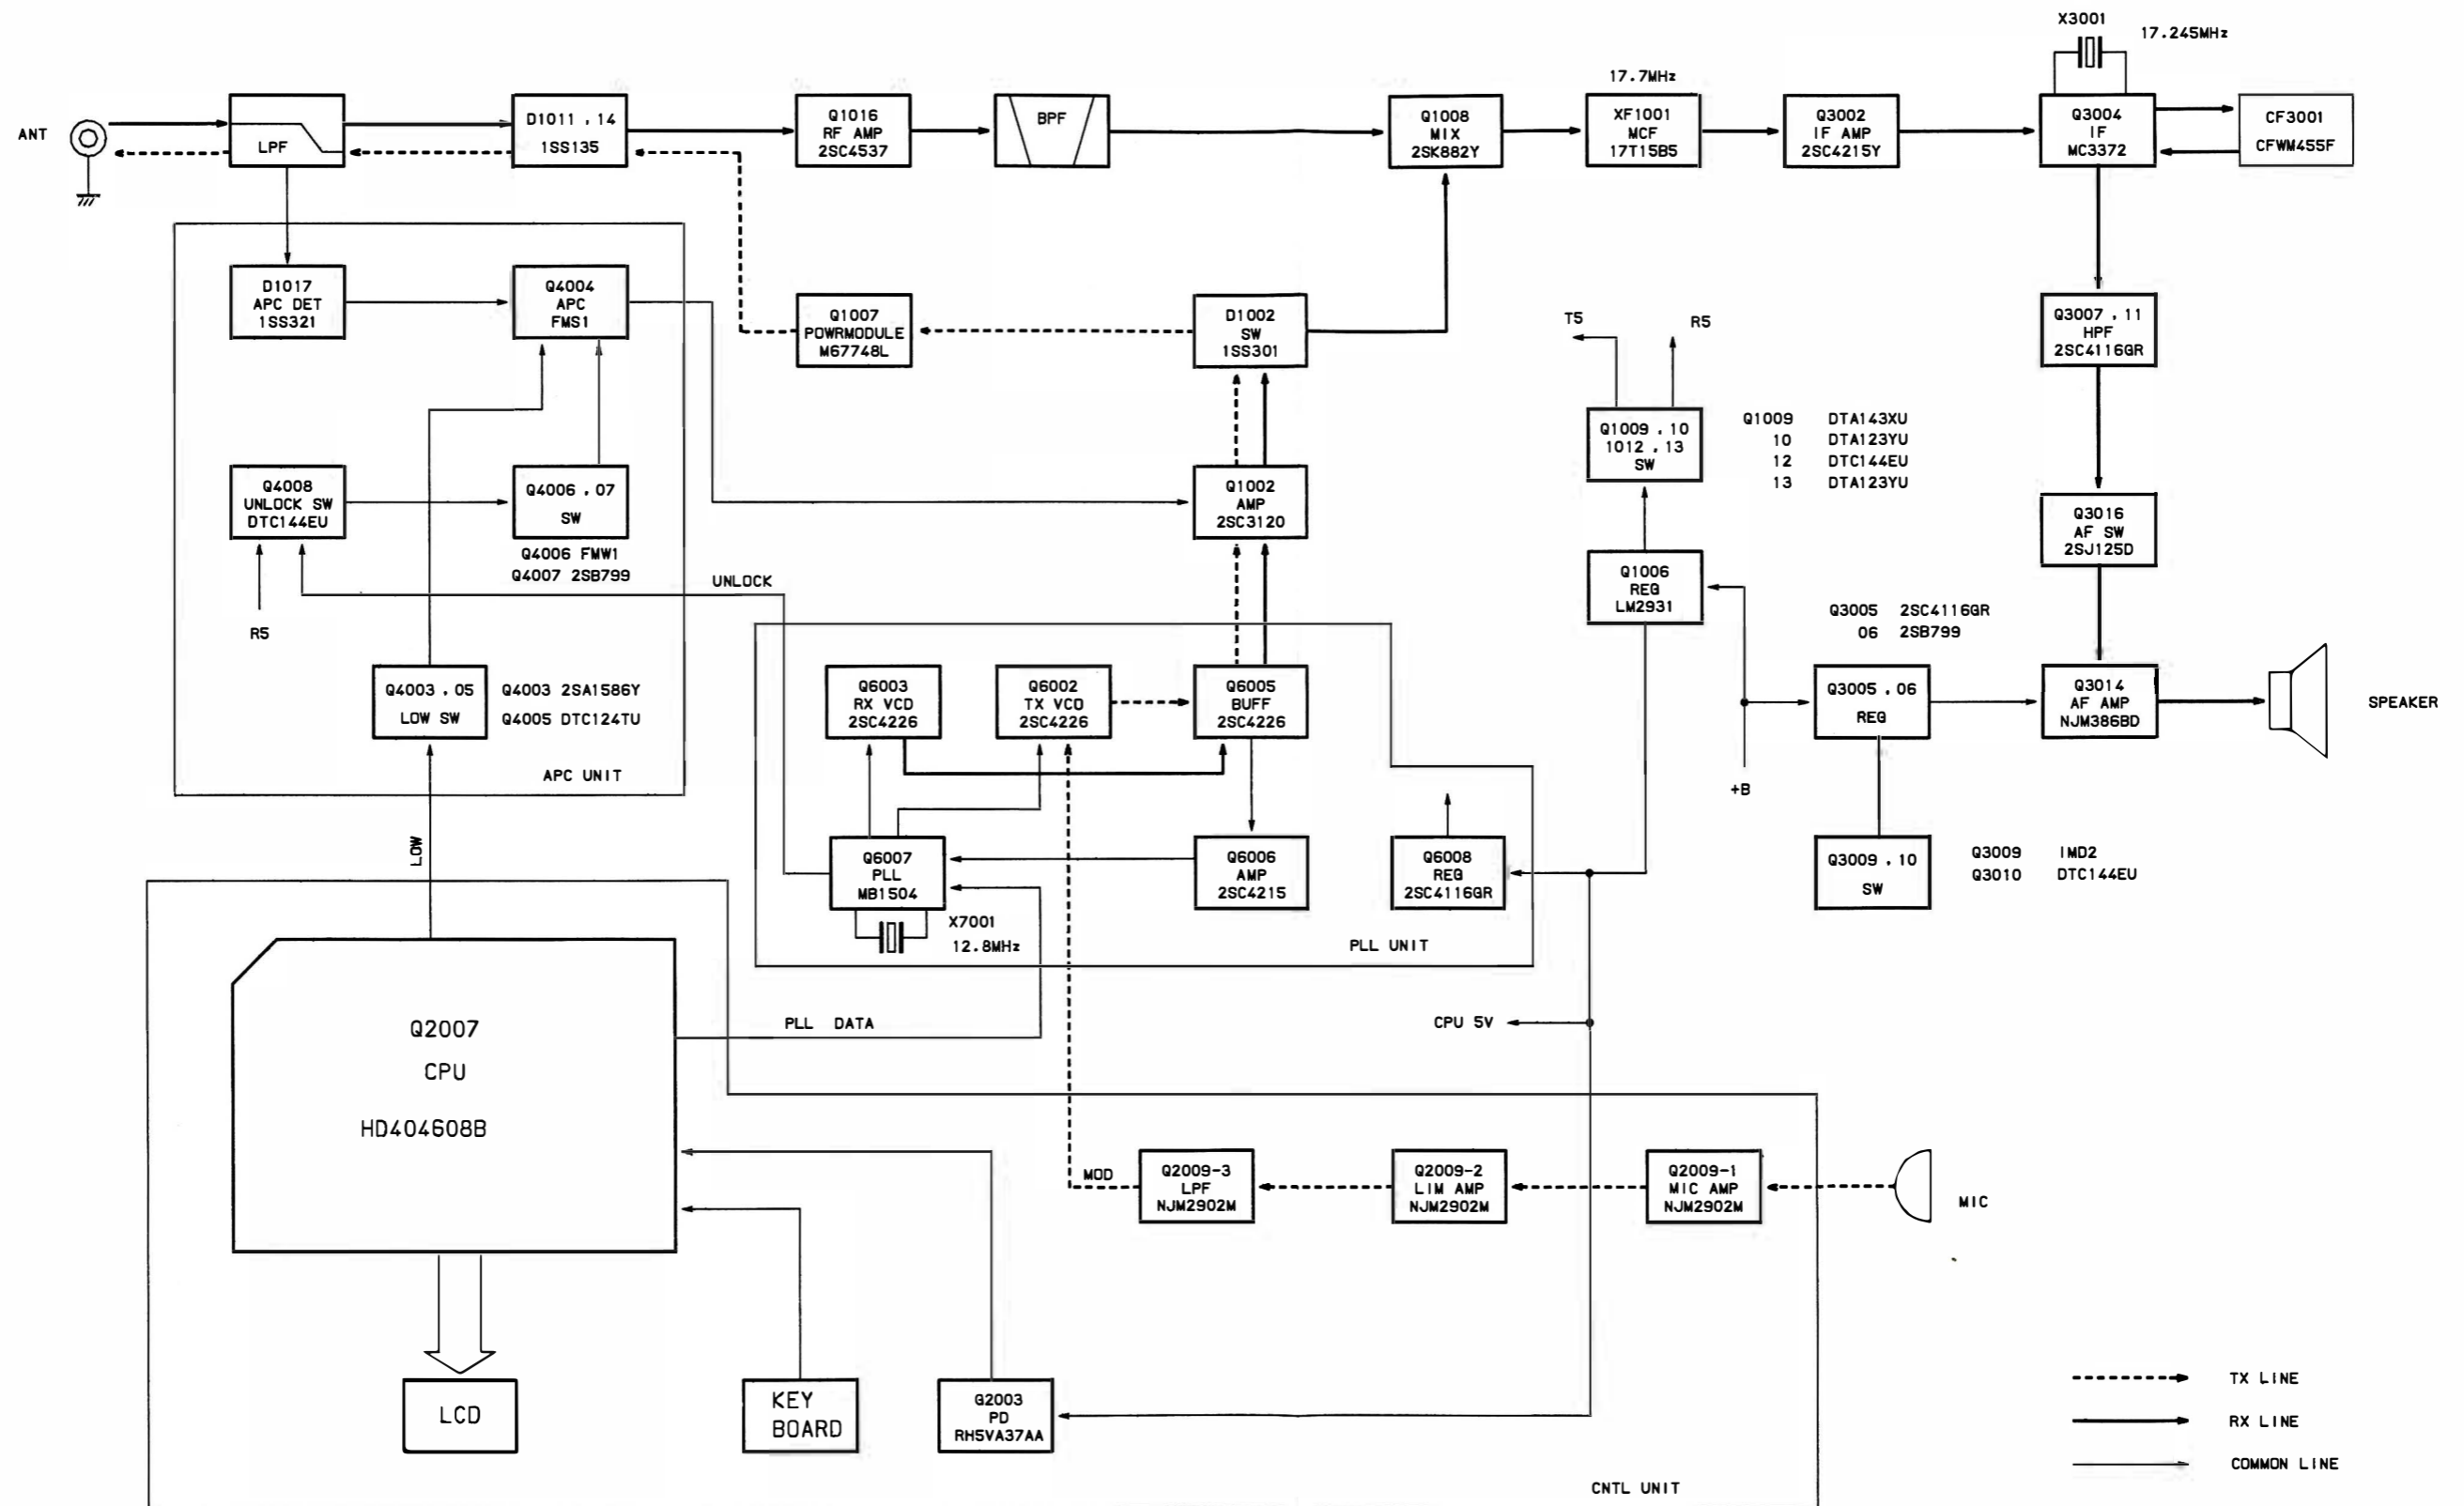 X3001
17.245MHz
17.7MHz
ANT
LPF
D1011 , 14
1SS135
Q1016
RF AMP
2SC4537
BPF
Q1008
MIX
2SK882Y
XF1001
MCF
17T15B5
Q3002
IF AMP
2SC4215Y
Q3004
IF
MC3372
CF3001
CFWM455F
D1017
APC DET
1SS321
Q4004
APC
FMS1
Q1007
POWRMODULE
M67748L
D1002
SW
1SS301
T5
R5
Q3007 , 11
HPF
2SC4116GR
Q1009 , 10
1012 , 13
SW
Q1009 DTA143XU
10 DTA123YU
12 DTC144EU
13 DTA123YU
Q4008
UNLOCK SW
DTC144EU
Q4006 , 07
SW
Q4006 FMW1
Q4007 2SB799
Q1002
AMP
2SC3120
Q3016
AF SW
2SJ125D
UNLOCK
R5
Q1006
REG
LM2931
Q3005 2SC4116GR
06 2SB799
Q4003 , 05
LOW SW
Q4003 2SA1586Y
Q4005 DTC124TU
Q6003
RX VCO
2SC4226
Q6002
TX VCO
2SC4226
Q6005
BUFF
2SC4226
Q3005 , 06
REG
Q3014
AF AMP
NJM386BD
SPEAKER
APC UNIT
+B
LOW
Q6007
PLL
MB1504
Q6006
AMP
2SC4215
Q6008
REG
2SC4116GR
Q3009 , 10
SW
Q3009 IMD2
Q3010 DTC144EU
X7001
12.8MHz
PLL UNIT
Q2007
CPU
HD404608B
PLL DATA
CPU 5V
MOD
Q2009-3
LPF
NJM2902M
Q2009-2
LIM AMP
NJM2902M
Q2009-1
MIC AMP
NJM2902M
MIC
LCD
KEY
BOARD
G2003
PD
RH5VA37AA
TX LINE
RX LINE
COMMON LINE
CNTL UNIT